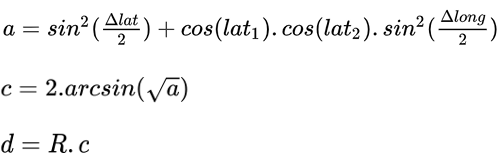 a = sin²(Δlat/2) + cos(lat₁). cos(lat₂). sin²(Δlong/2)
c = 2.arcsin(√a)
d = R. c